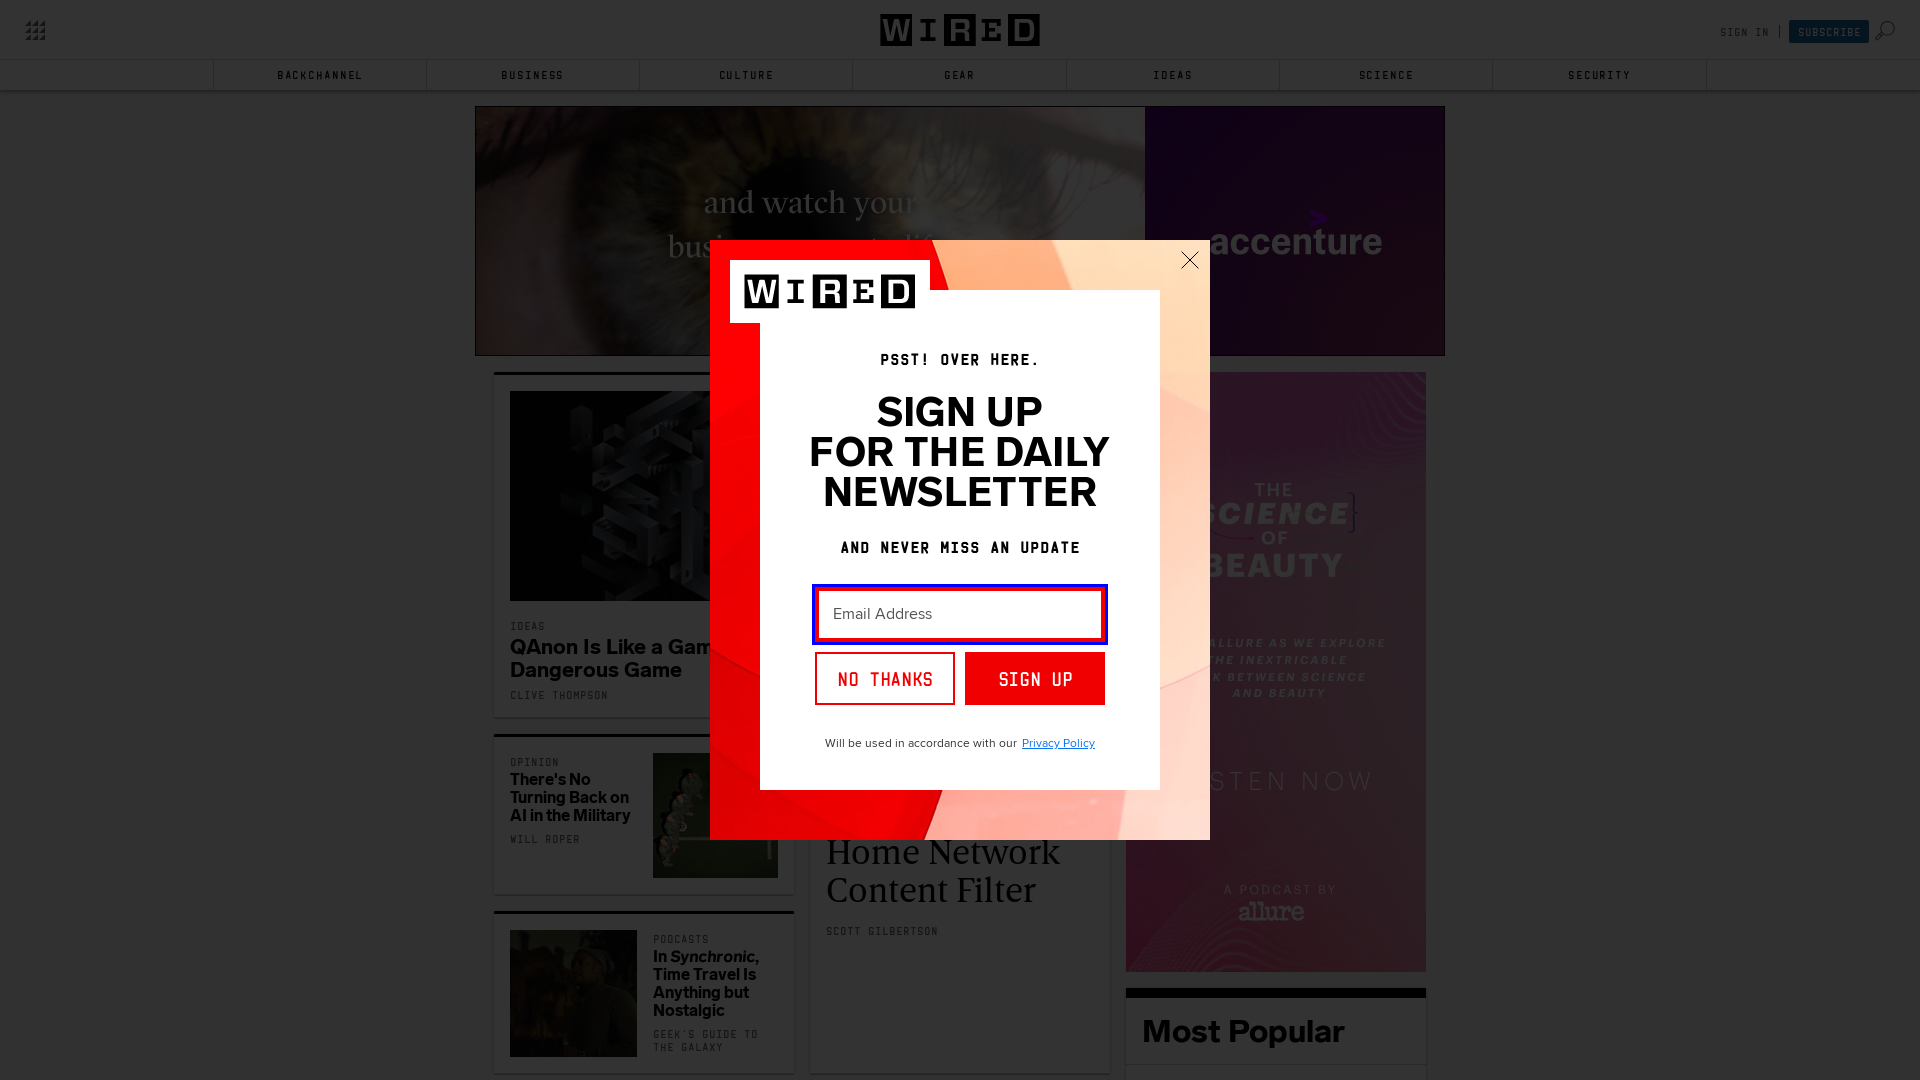 WIRED
SIGN IN
SUBSCRIBE
BACKCHANNEL
BUSINESS
CULTURE
GEAR
IDEAS
SCIENCE
SECURITY
and watch your
accenture
WIRED
PSST! OVER HERE.
SIGN UP
FOR THE DAILY
NEWSLETTER
AND NEVER MISS AN UPDATE
Email Address
NO THANKS
SIGN UP
Will be used in accordance with our Privacy Policy
IDEAS
QAnon Is Like a Gam
Dangerous Game
CLIVE THOMPSON
OPINION
There's No
Turning Back on
AI in the Military
WILL ROPER
PODCASTS
In Synchronic,
Time Travel Is
Anything but
Nostalgic
GEEK'S GUIDE TO
THE GALAXY
Home Network
Content Filter
SCOTT GILBERTSON
THE
SCIENCE
OF
BEAUTY
ALLURE AS WE EXPLORE
THE INEXTRICABLE
K BETWEEN SCIENCE
AND BEAUTY
STEN NOW
A PODCAST BY
allure
Most Popular